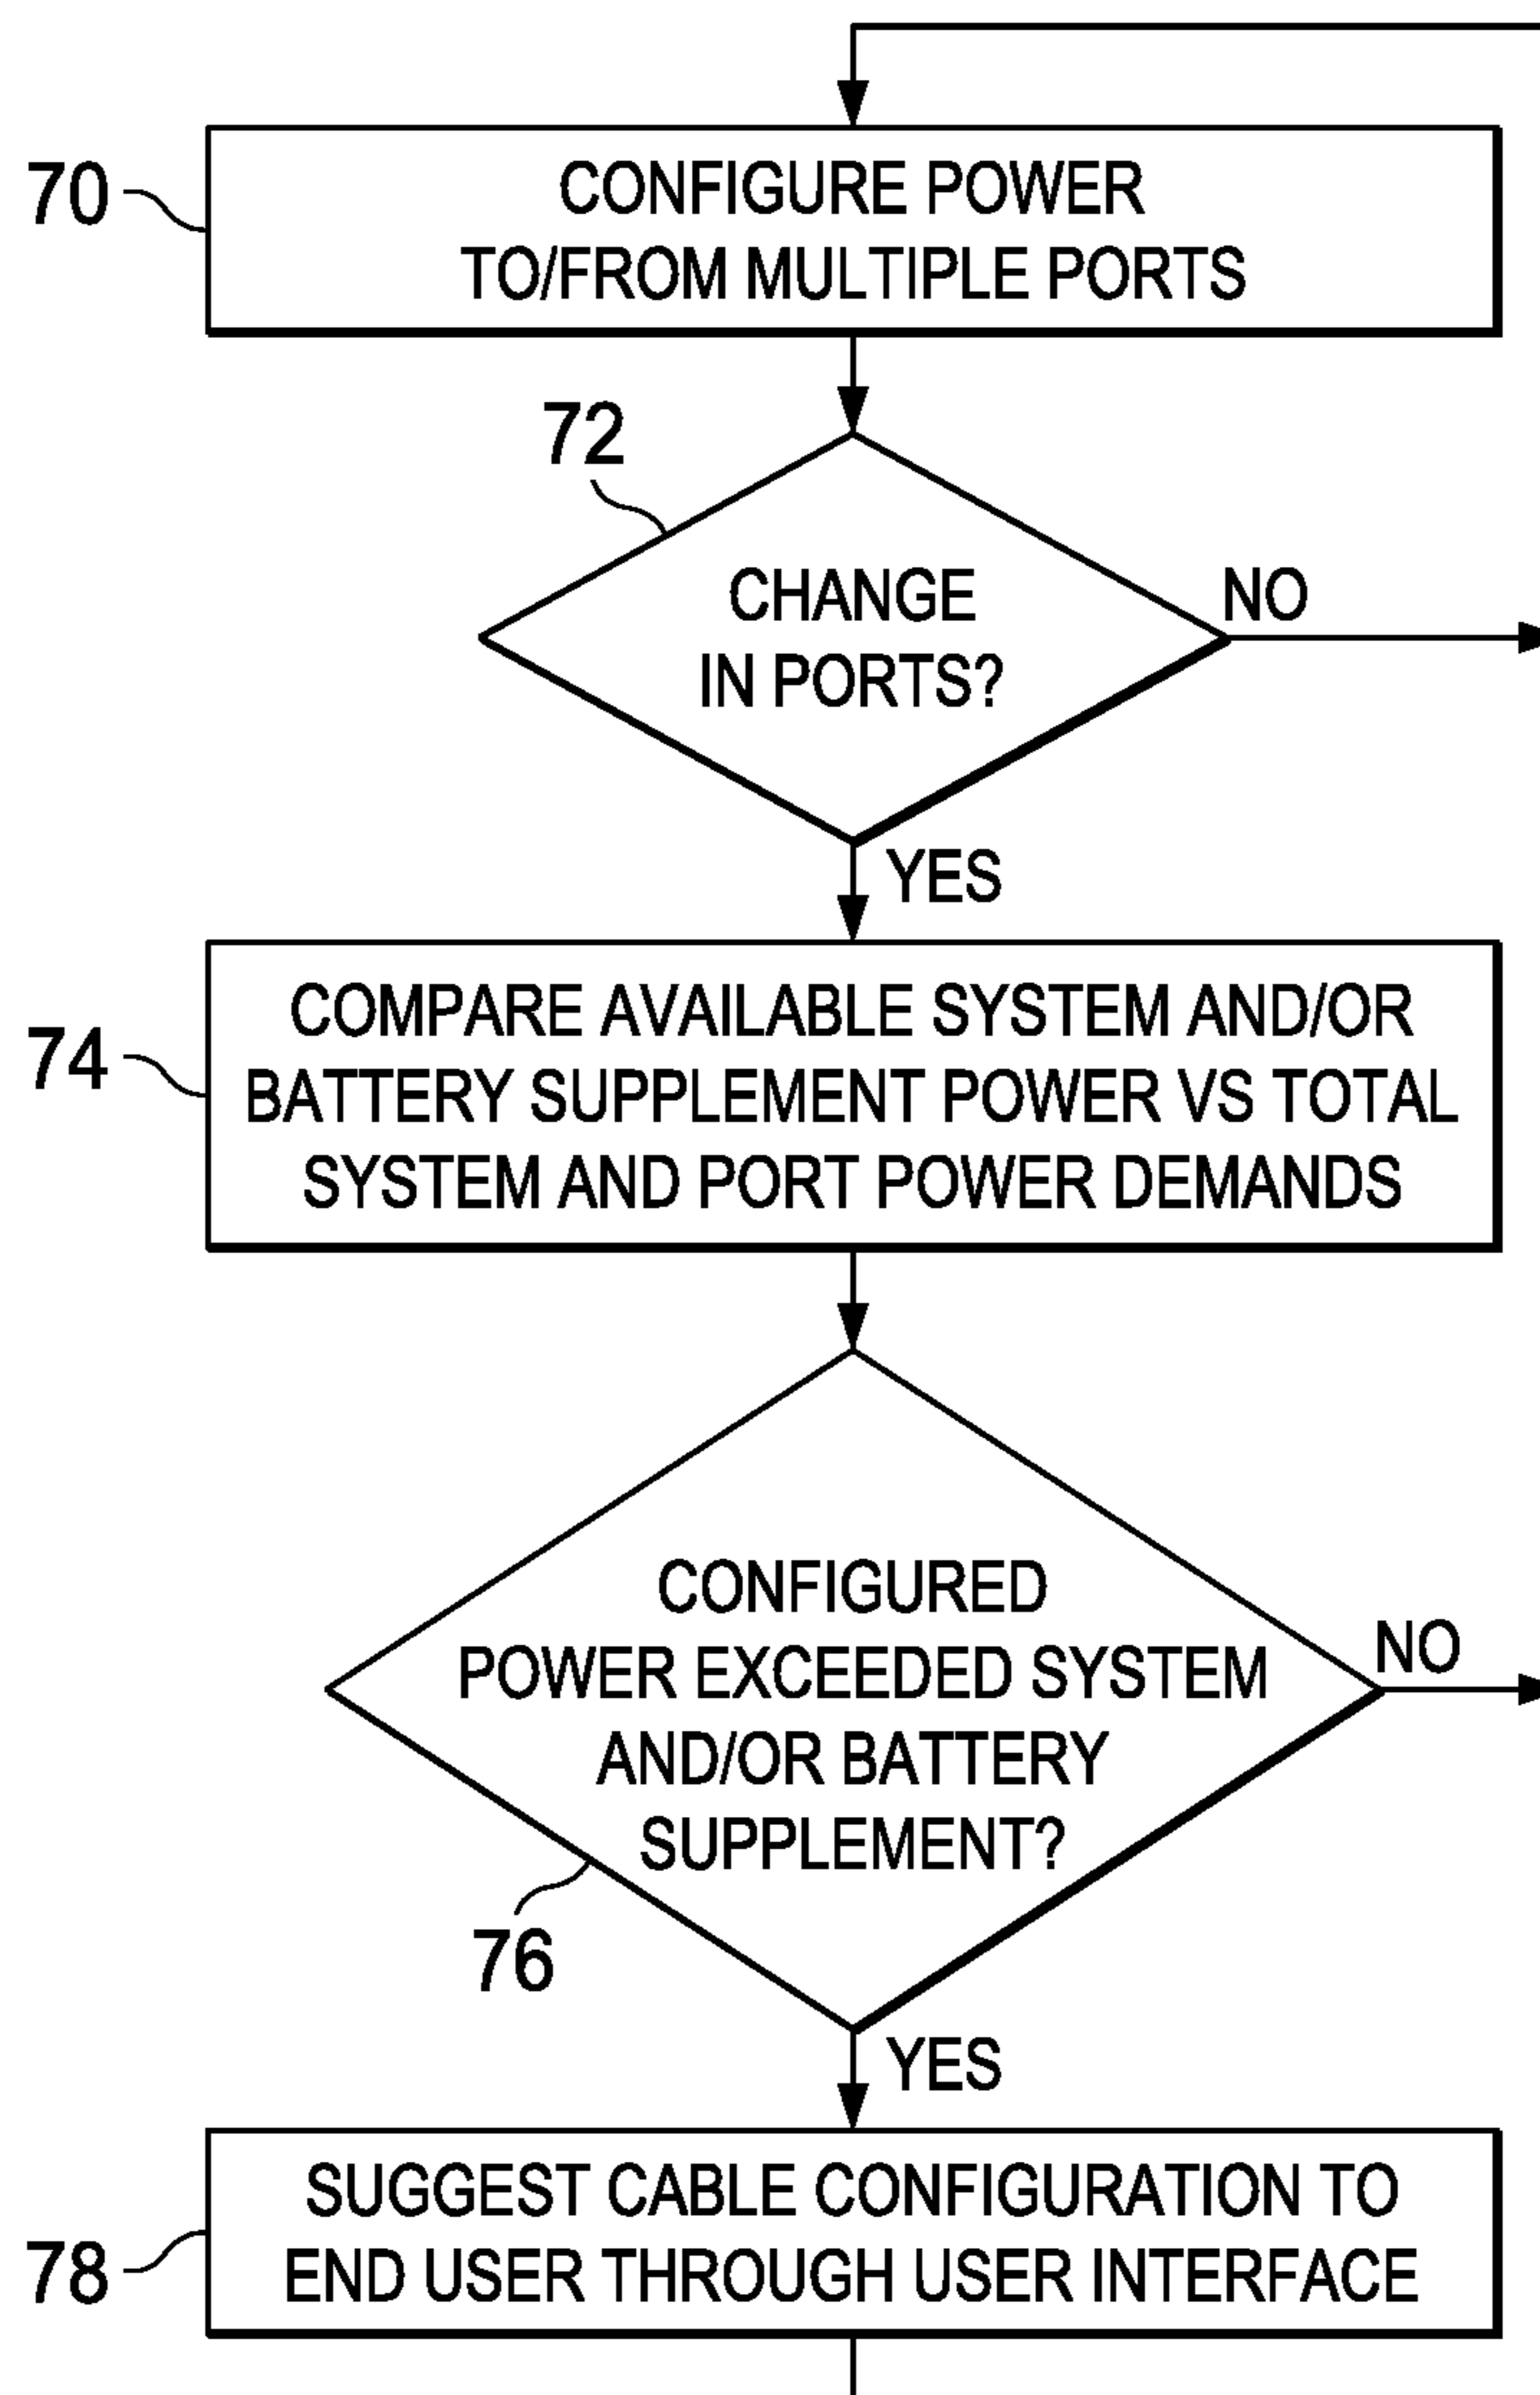 70
CONFIGURE POWER
TO/FROM MULTIPLE PORTS
72
CHANGE
IN PORTS?
NO
YES
74
COMPARE AVAILABLE SYSTEM AND/OR
BATTERY SUPPLEMENT POWER VS TOTAL
SYSTEM AND PORT POWER DEMANDS
CONFIGURED
POWER EXCEEDED SYSTEM
AND/OR BATTERY
SUPPLEMENT?
NO
76
YES
78
SUGGEST CABLE CONFIGURATION TO
END USER THROUGH USER INTERFACE